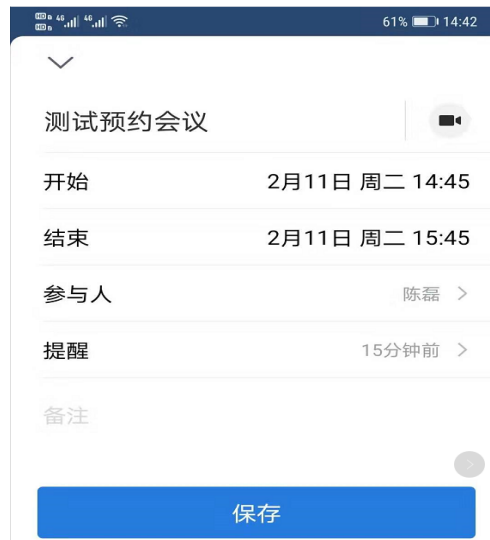 61% 14:42
测试预约会议
开始 2月11日 周二 14:45
结束 2月11日 周二 15:45
参与人 陈磊
提醒 15分钟前
备注
保存